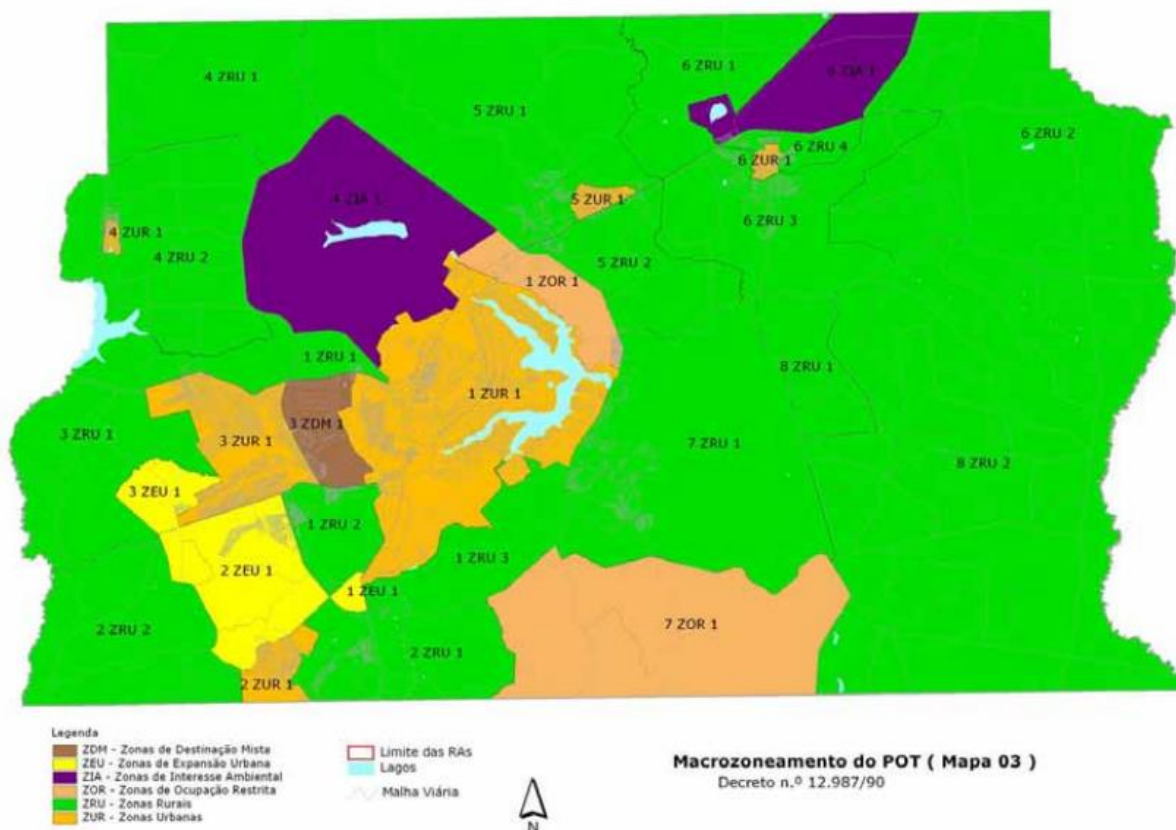 4 ZRU 1
6 ZRU 1
6 ZIA 1
5 ZRU 1
6 ZRU 2
6 ZRU 4
6 ZUR 1
4 ZIA 1
5 ZUR 1
6 ZRU 3
4 ZUR 1
4 ZRU 2
5 ZRU 2
1 ZOR 1
1 ZRU 1
8 ZRU 1
1 ZUR 1
3 ZDM 1
3 ZRU 1
3 ZUR 1
7 ZRU 1
8 ZRU 2
3 ZEU 1
1 ZRU 2
1 ZRU 3
2 ZEU 1
1 ZEU 1
7 ZOR 1
2 ZRU 2
2 ZRU 1
2 ZUR 1
Legenda
ZDM - Zonas de Destinação Mista
ZEU - Zonas de Expansão Urbana
ZIA - Zonas de Interesse Ambiental
ZOR - Zonas de Ocupação Restrita
ZRU - Zonas Rurais
ZUR - Zonas Urbanas
Limite das RAs
Lagos
Malha Viária
N
Macrozoneamento do POT ( Mapa 03 )
Decreto n.º 12.987/90